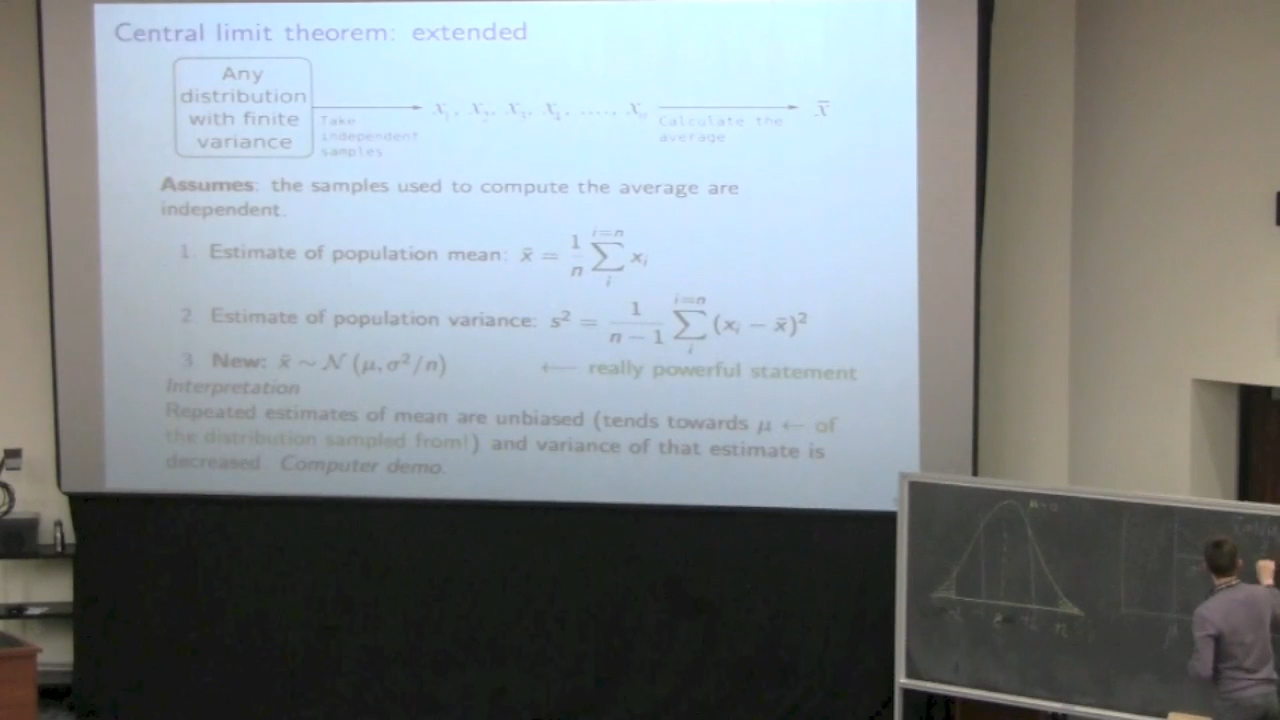 Central limit theorem: extended
Any
distribution
with finite
variance
Take
independent
samples
x₁, x₂, x₃, x₄, ...., xₙ
Calculate the
average
x̄
Assumes: the samples used to compute the average are
independent.
1. Estimate of population mean: x̄ = 1/n ∑ᵢ^{i=n} xᵢ
2. Estimate of population variance: s² = 1/(n − 1) ∑ᵢ^{i=n} (xᵢ − x̄)²
3. New: x̄ ∼ N (μ, σ²/n) ⟵ really powerful statement
Interpretation
Repeated estimates of mean are unbiased (tends towards μ ← of
the distribution sampled from!) and variance of that estimate is
decreased. Computer demo.